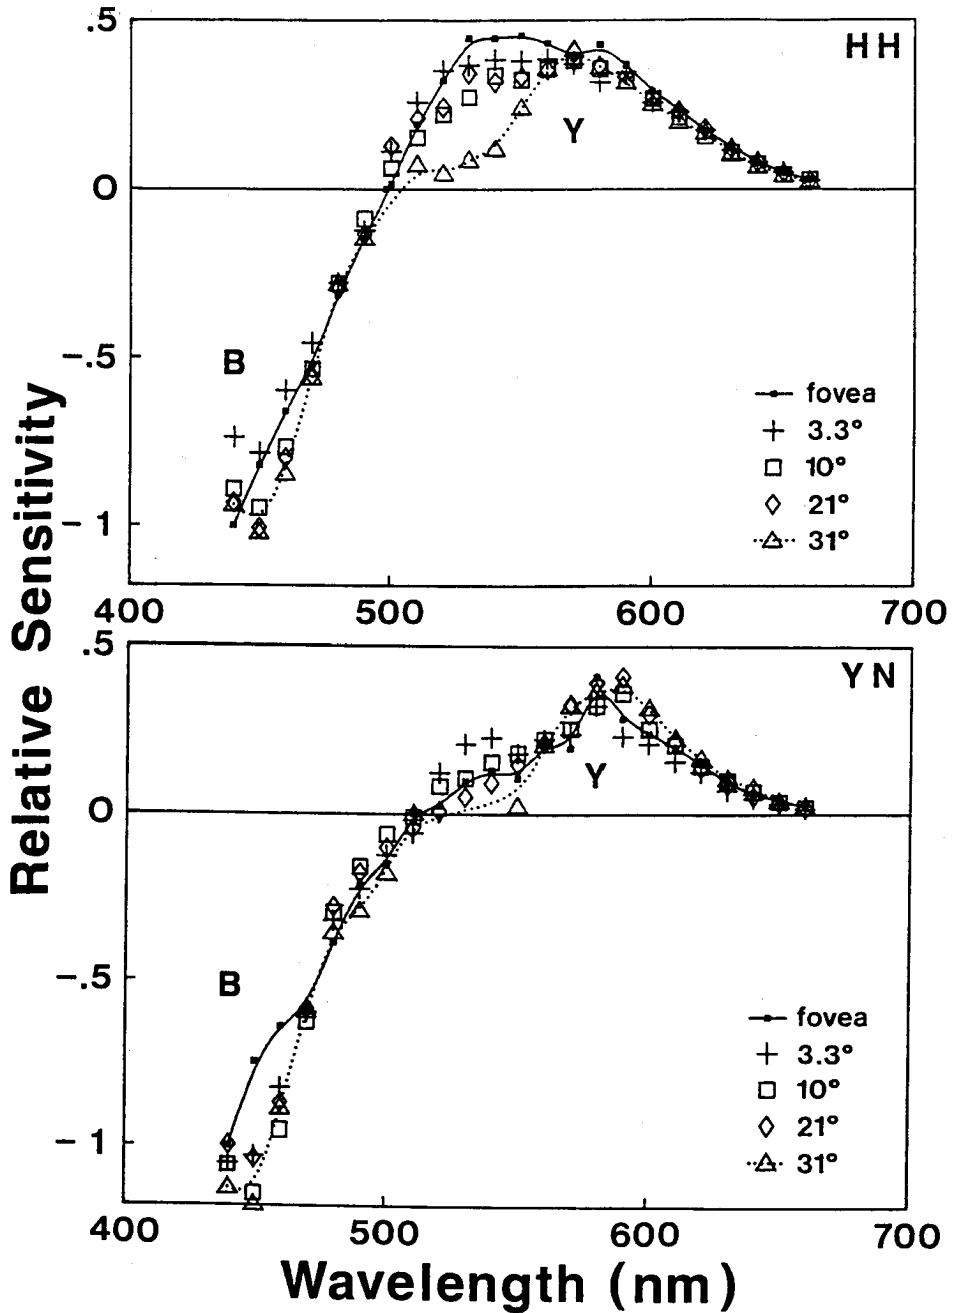 .5
HH
Y
0
B
-.5
fovea
3.3°
10°
21°
31°
-1
400 500 600 700
.5
YN
Y
0
B
-.5
fovea
3.3°
10°
21°
31°
-1
400 500 600 700
Relative Sensitivity
Wavelength (nm)